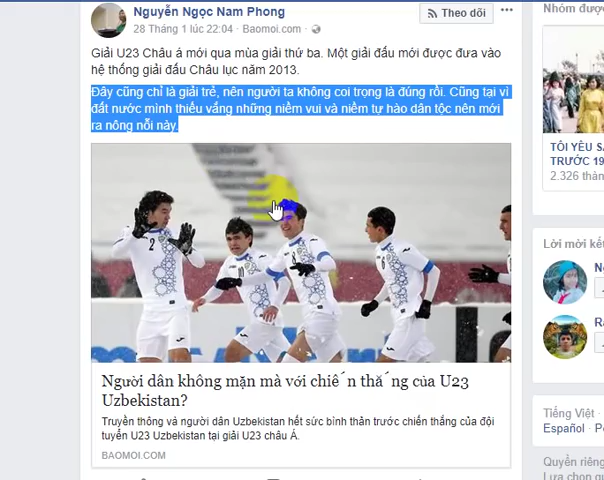 Nguyễn Ngọc Nam Phong
Theo dõi
28 Tháng 1 lúc 22:04 · Baomoi.com ·
Giải U23 Châu á mới qua mùa giải thứ ba. Một giải đấu mới được đưa vào
hệ thống giải đấu Châu lục năm 2013.
Đây cũng chỉ là giải trẻ, nên người ta không coi trọng là đúng rồi. Cũng tại vì
đất nước mình thiếu vắng những niềm vui và niềm tự hào dân tộc nên mới
ra nông nỗi này.
2
Người dân không mặn mà với chiến thắng của U23
Uzbekistan?
Truyền thông và người dân Uzbekistan hết sức bình thản trước chiến thắng của đội
tuyển U23 Uzbekistan tại giải U23 châu Á.
BAOMOI.COM
Nhóm được
TÔI YÊU SÀ
TRƯỚC 19
2.326 thàn
Lời mời kết
Tiếng Việt ·
Español · P
Quyền riêng
Lựa chọn q